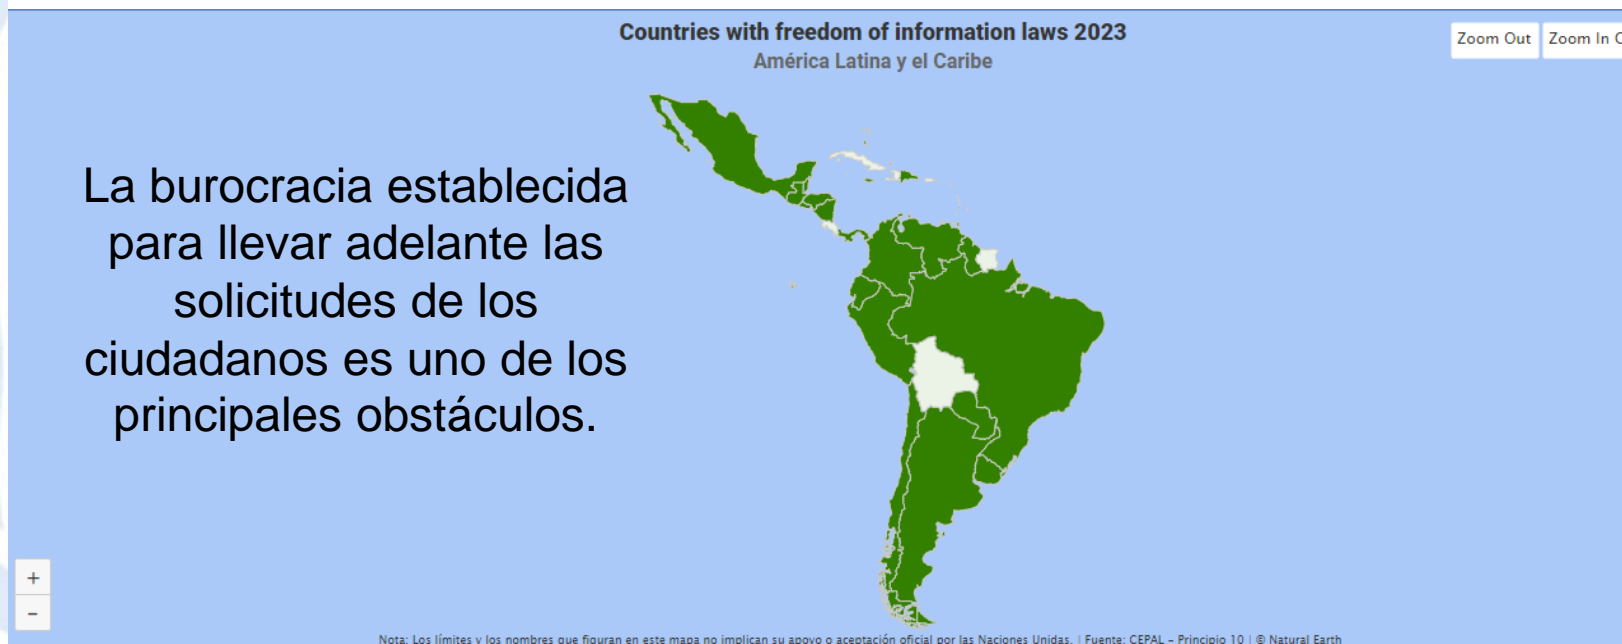 Countries with freedom of information laws 2023
América Latina y el Caribe
Zoom Out
Zoom In
La burocracia establecida
para llevar adelante las
solicitudes de los
ciudadanos es uno de los
principales obstáculos.
+
−
Nota: Los límites y los nombres que figuran en este mapa no implican su apoyo o aceptación oficial por las Naciones Unidas. | Fuente: CEPAL – Principio 10 | © Natural Earth